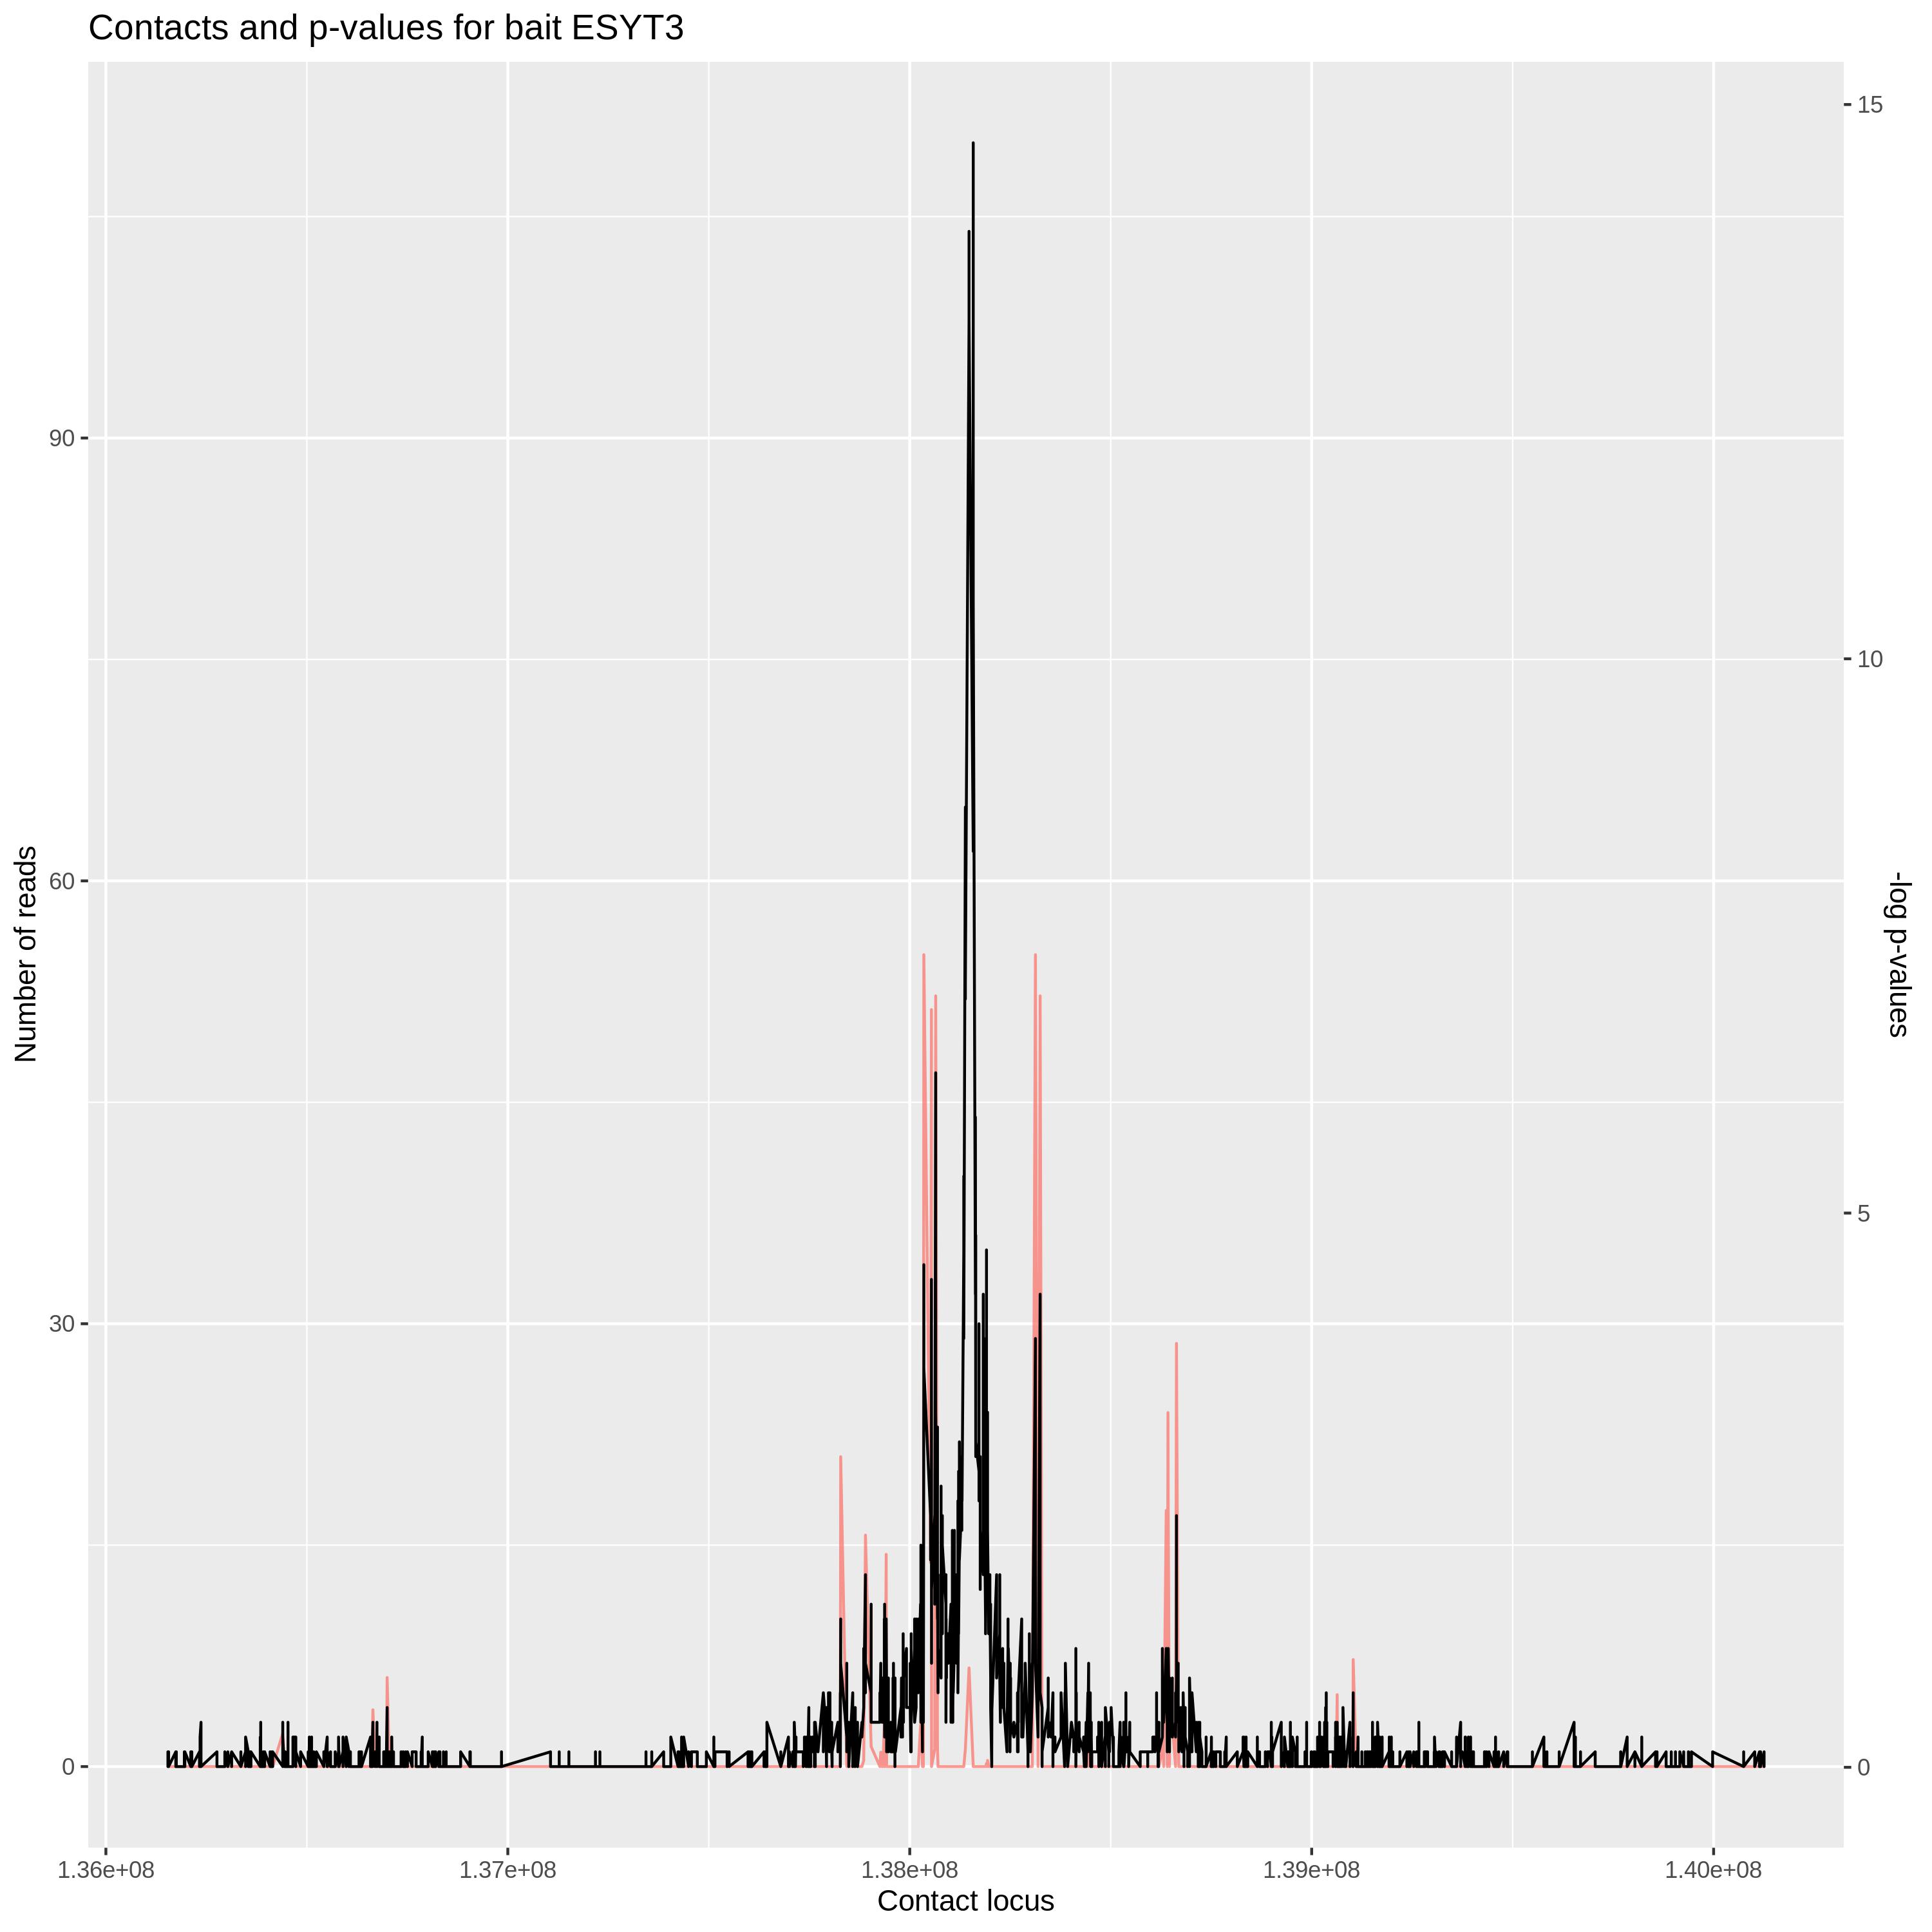 Contacts and p-values for bait ESYT3
15
90
10
60
Number of reads
-log p-values
5
30
0
0
1.36e+08
1.37e+08
1.38e+08
1.39e+08
1.40e+08
Contact locus